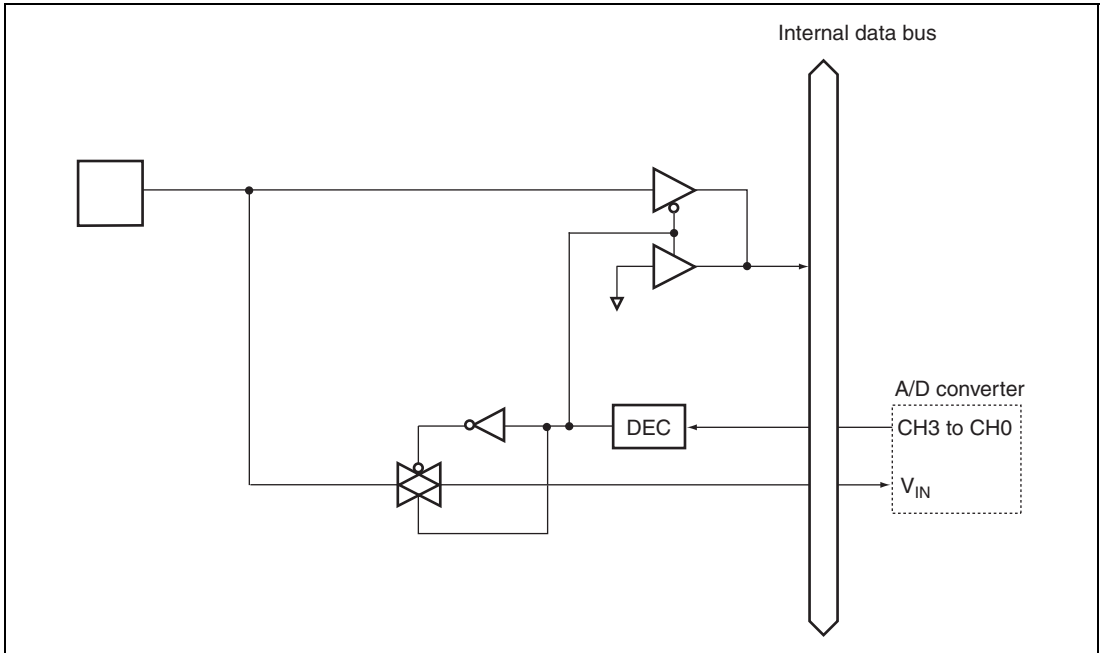 Internal data bus
A/D converter
DEC
CH3 to CH0
VIN